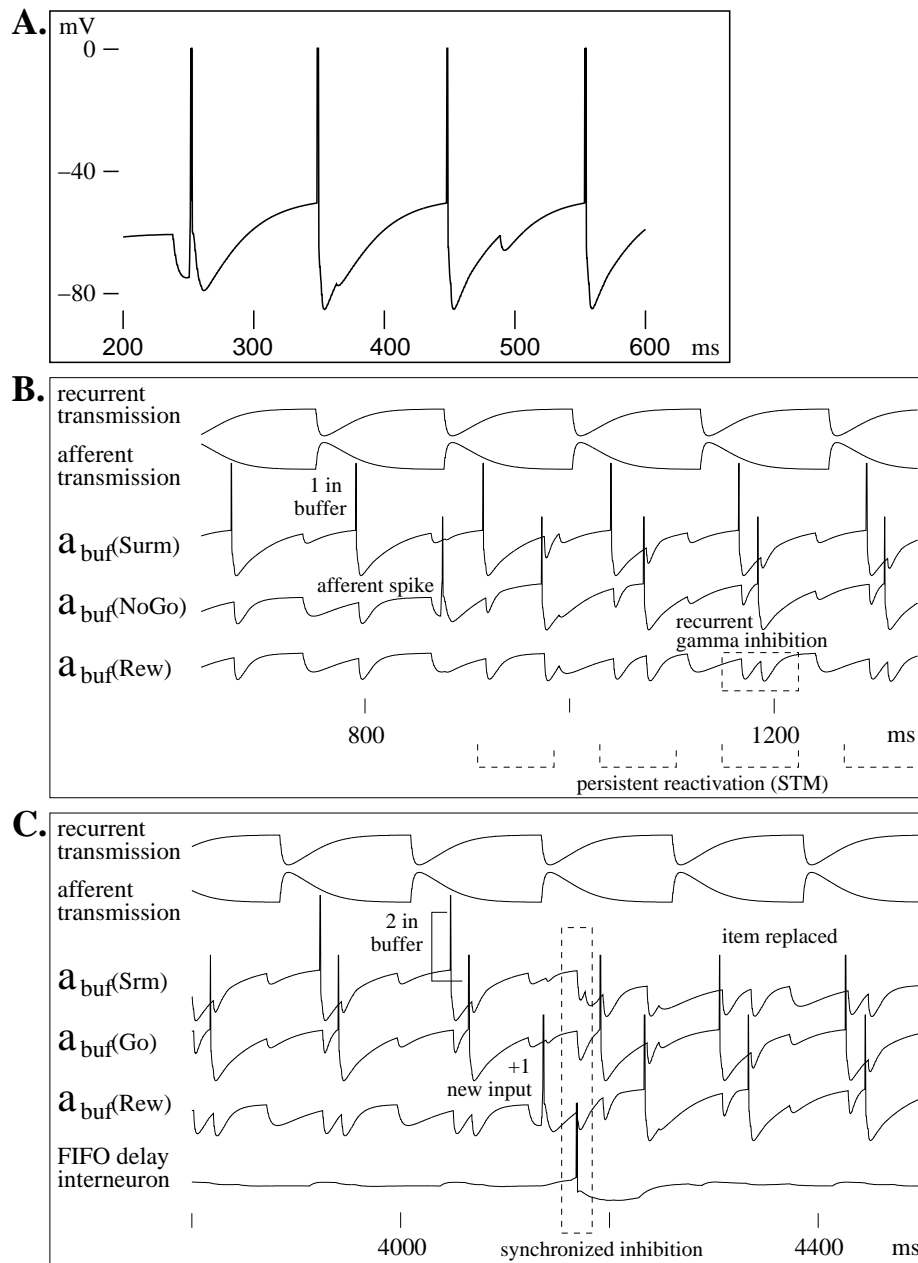 A.
mV
0
−40
−80
200
300
400
500
600
ms
B.
recurrent
transmission
afferent
transmission
1 in
buffer
a buf(Surm)
afferent spike
a buf(NoGo)
recurrent
gamma inhibition
a buf(Rew)
800
1200
ms
persistent reactivation (STM)
C.
recurrent
transmission
afferent
transmission
2 in
buffer
item replaced
a buf(Srm)
a buf(Go)
+1
new input
a buf(Rew)
FIFO delay
interneuron
4000
4400
ms
synchronized inhibition